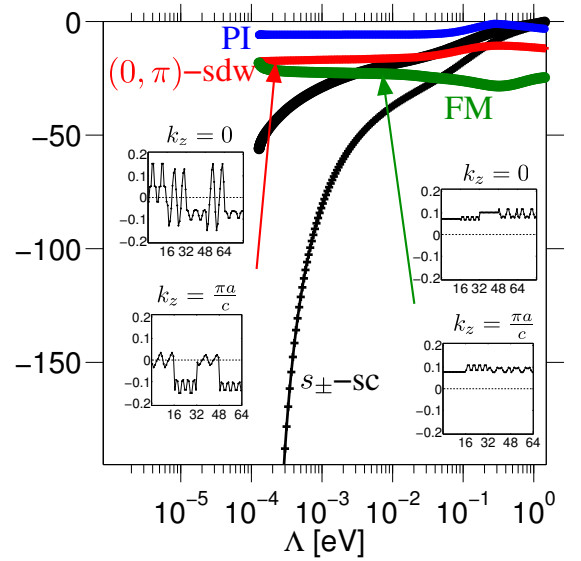 0
PI
(0, π)−sdw
FM
−50
k_z = 0
0.2
0.1
0
−0.1
−0.2
16 32 48 64
k_z = 0
0.2
0.1
0
0.1
0.2
16 32 48 64
−100
k_z = πa/c
0.2
0.1
0
−0.1
0.2
16 32 48 64
k_z = πa/c
0.2
0.1
0
0.1
0.2
16 32 48 64
−150
s±−sc
10⁻⁵ 10⁻⁴ 10⁻³ 10⁻² 10⁻¹ 10⁰
Λ [eV]